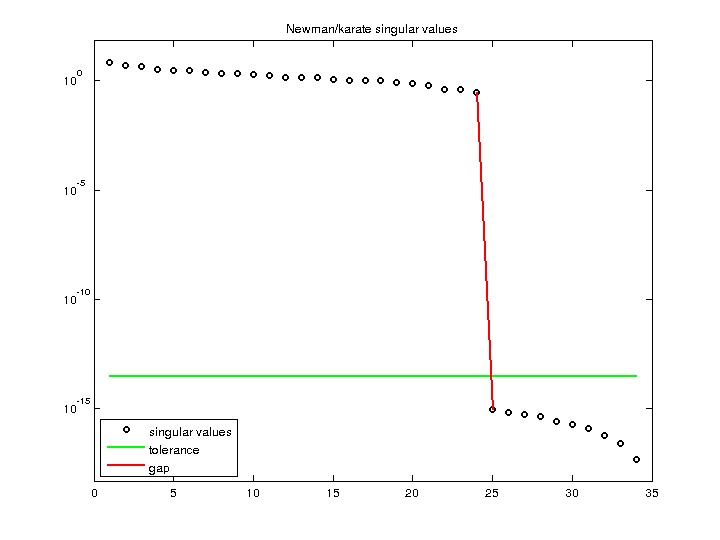 Newman/karate singular values
10^0
10^-5
10^-10
10^-15
singular values
tolerance
gap
0 5 10 15 20 25 30 35